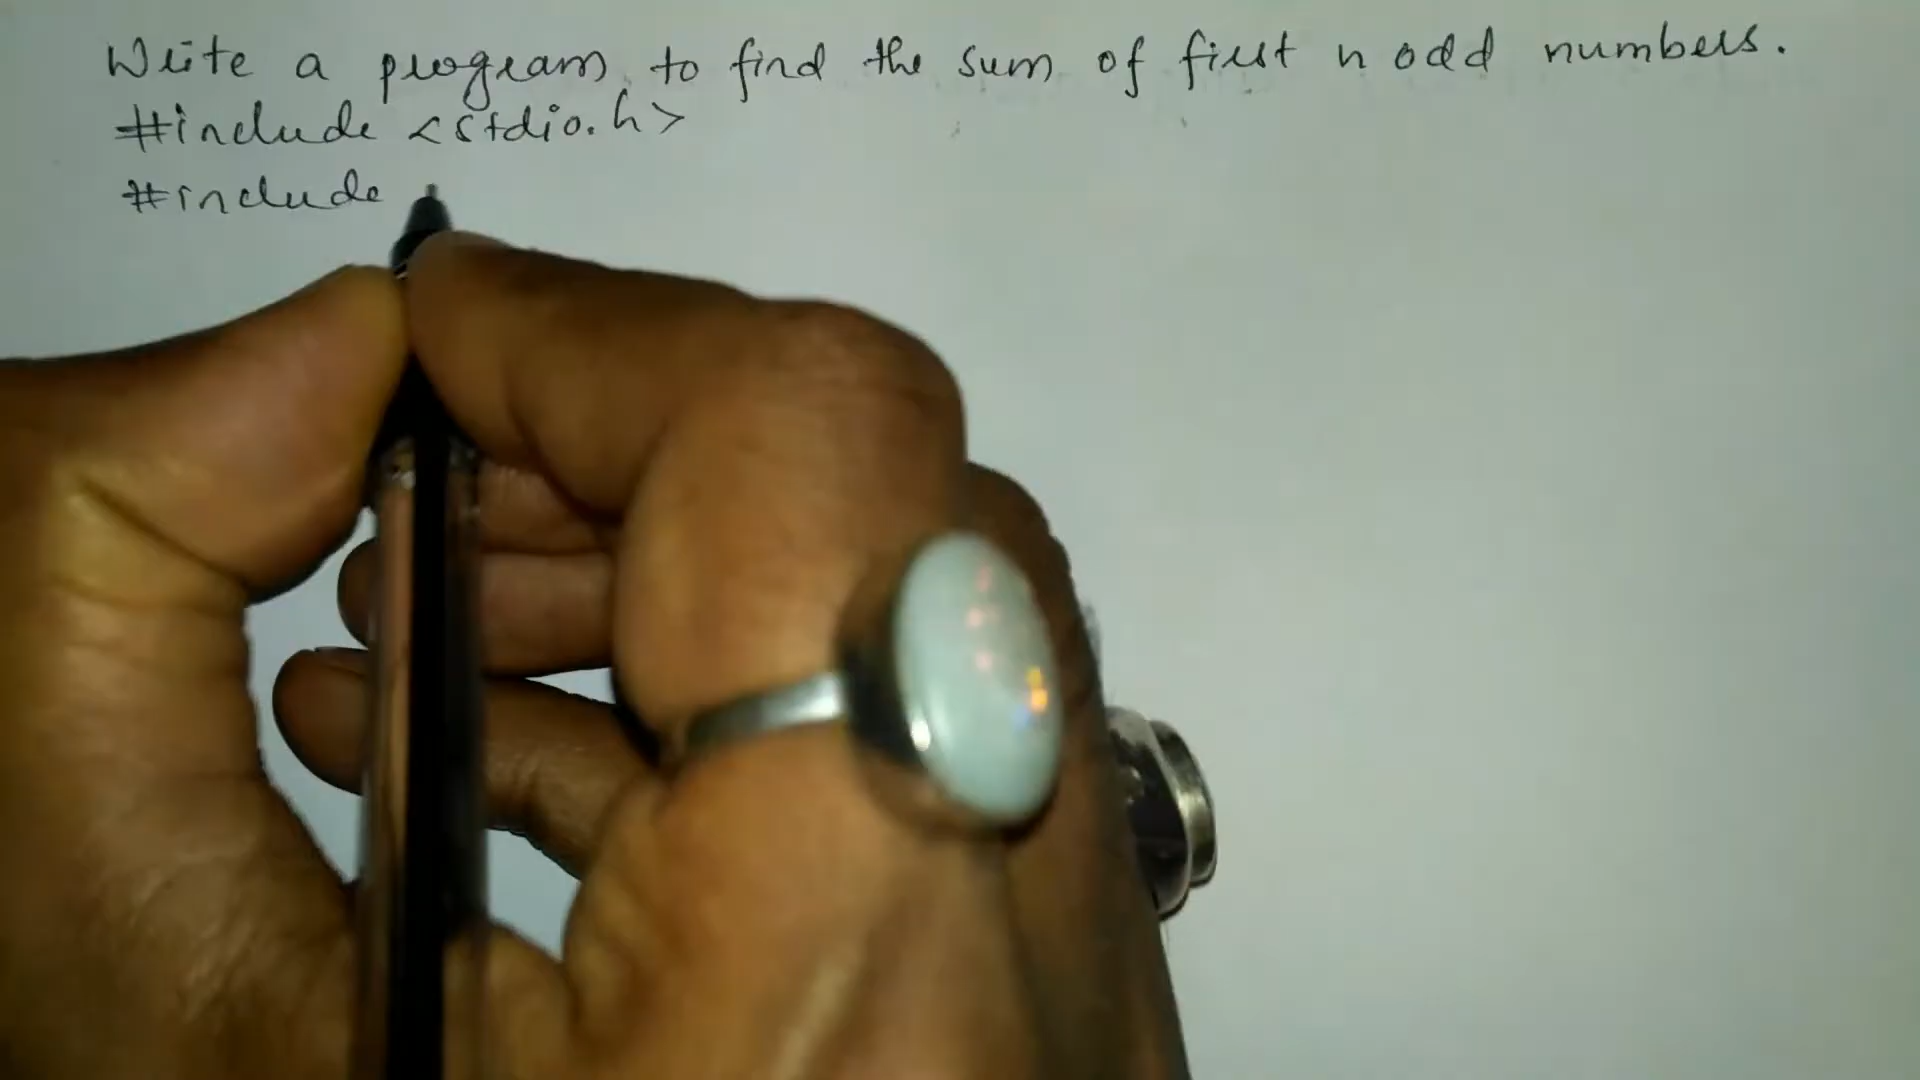 Write a program to find the sum of first n odd numbers.
#include <stdio.h>
#include